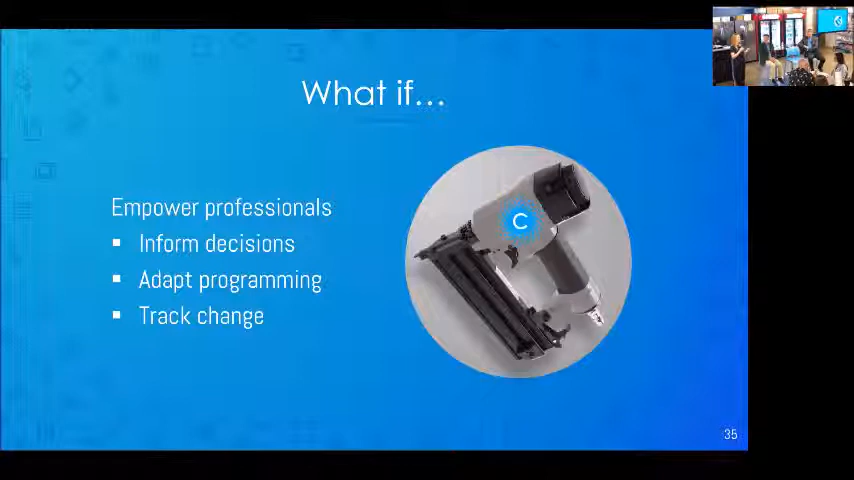 What if...
Empower professionals
▪ Inform decisions
▪ Adapt programming
▪ Track change
C
35